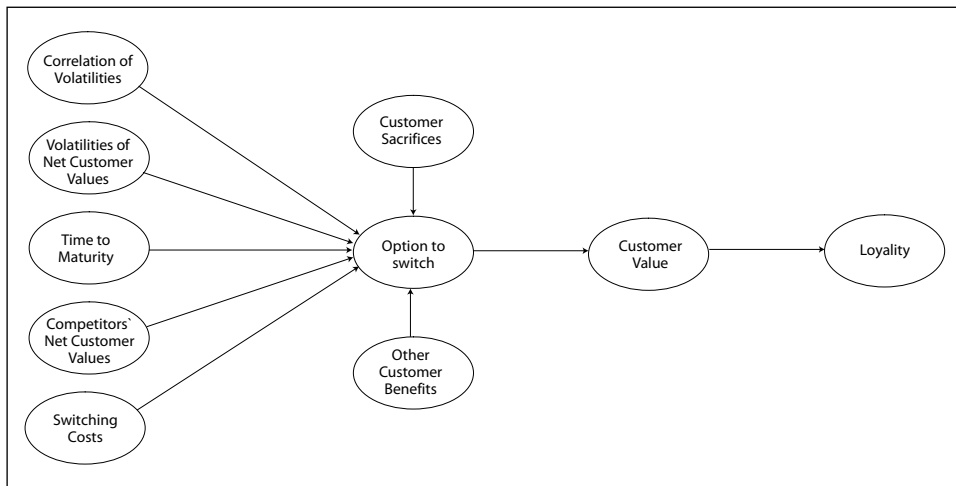 Correlation of
Volatilities
Volatilities of
Net Customer
Values
Time to
Maturity
Competitors`
Net Customer
Values
Switching
Costs
Customer
Sacrifices
Option to
switch
Other
Customer
Benefits
Customer
Value
Loyality